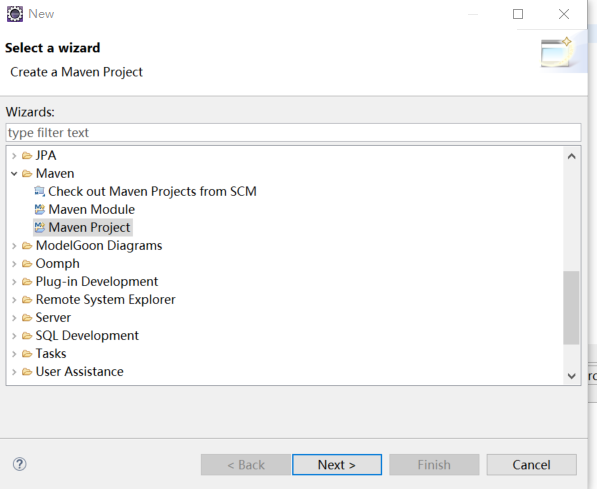 New
Select a wizard
Create a Maven Project
Wizards:
type filter text
JPA
Maven
Check out Maven Projects from SCM
Maven Module
Maven Project
ModelGoon Diagrams
Oomph
Plug-in Development
Remote System Explorer
Server
SQL Development
Tasks
User Assistance
? < Back Next > Finish Cancel